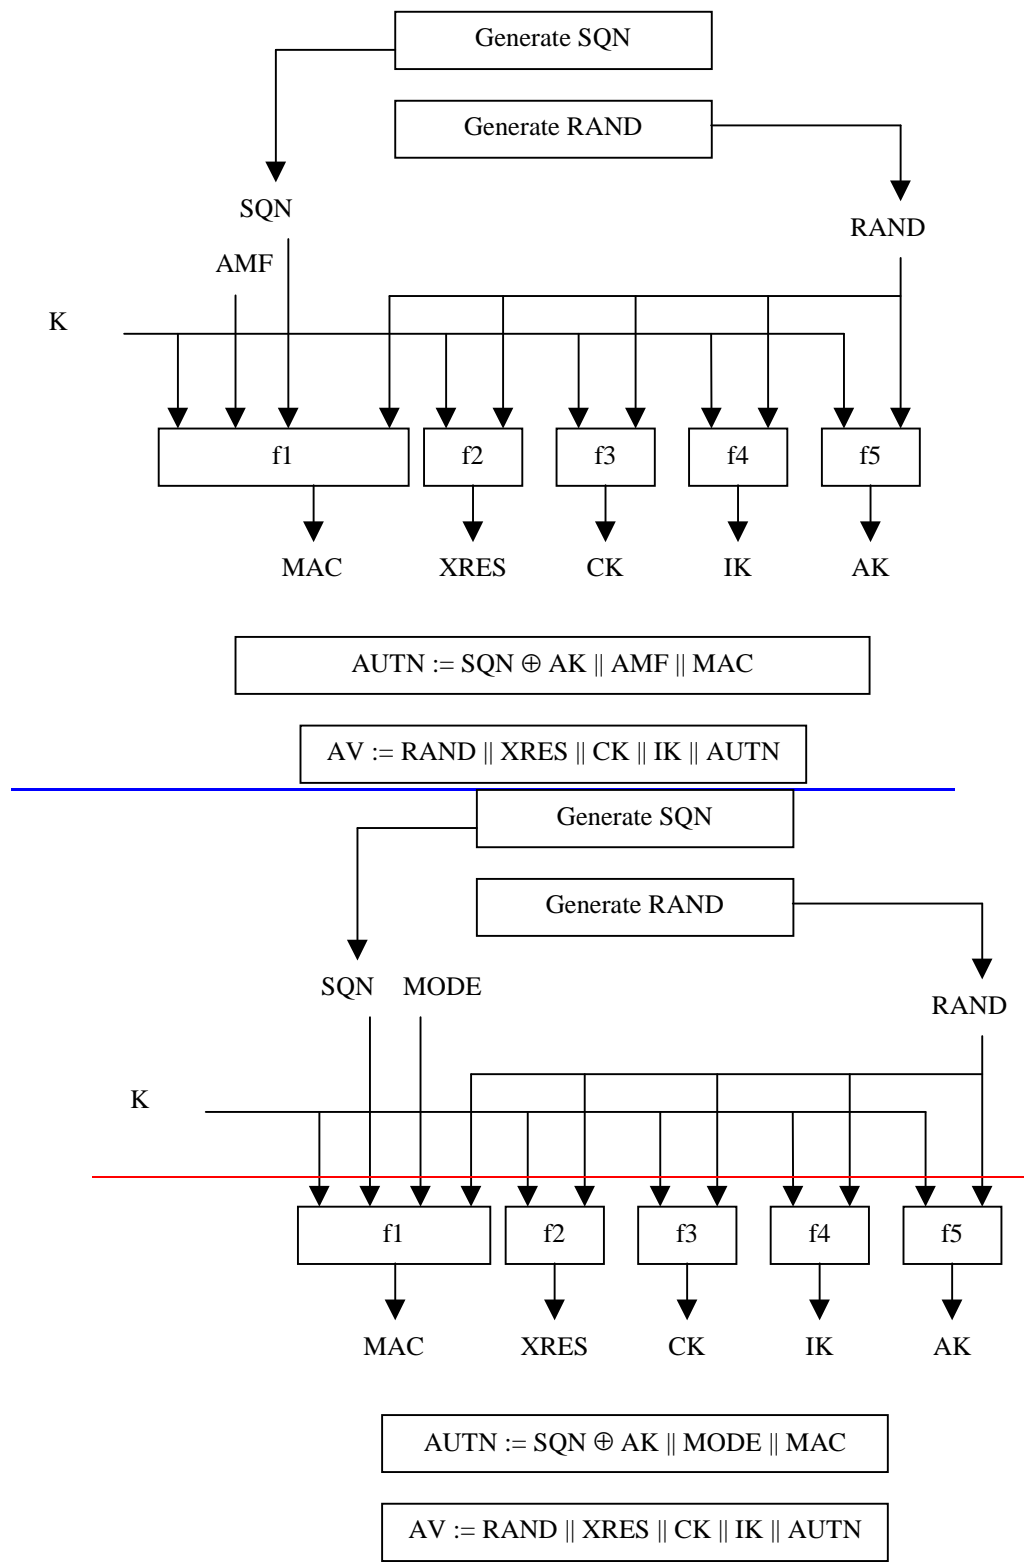 Generate SQN
Generate RAND
SQN
RAND
AMF
K
f1 f2 f3 f4 f5
MAC XRES CK IK AK
AUTN := SQN ⊕ AK || AMF || MAC
AV := RAND || XRES || CK || IK || AUTN
Generate SQN
Generate RAND
SQN MODE
RAND
K
f1 f2 f3 f4 f5
MAC XRES CK IK AK
AUTN := SQN ⊕ AK || MODE || MAC
AV := RAND || XRES || CK || IK || AUTN